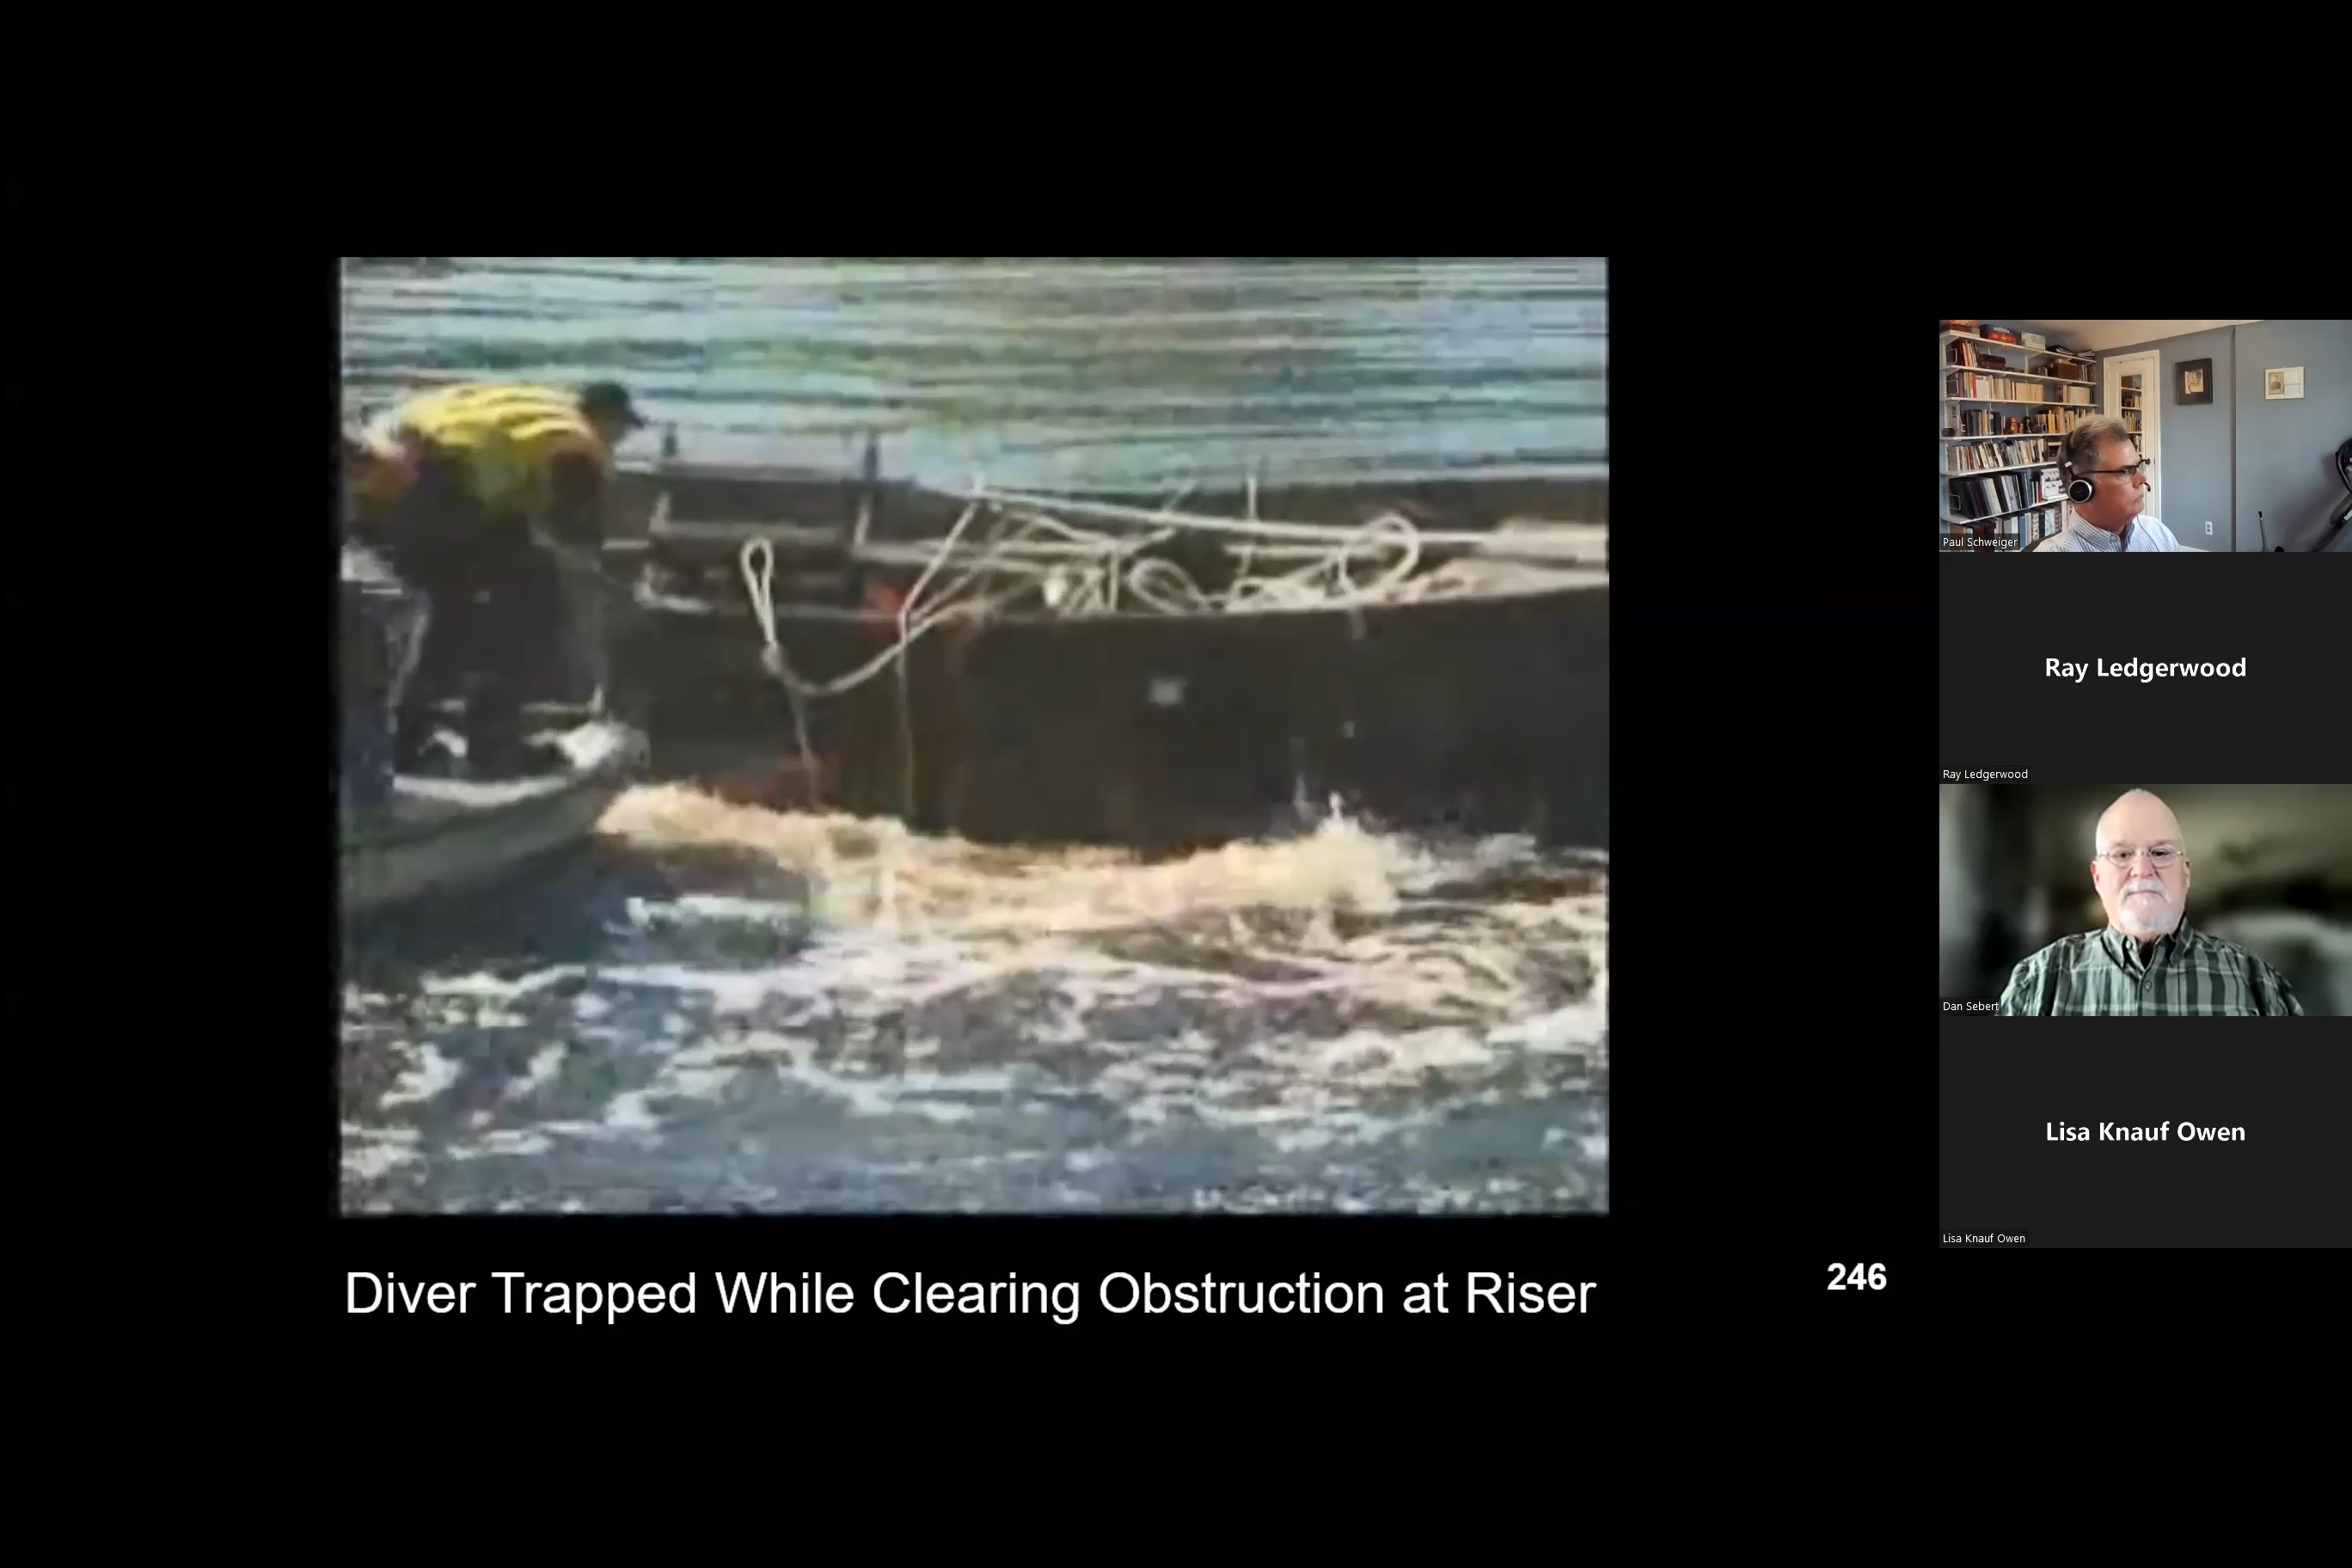 Diver Trapped While Clearing Obstruction at Riser
246
Paul Schweiger
Ray Ledgerwood
Ray Ledgerwood
Dan Sebert
Lisa Knauf Owen
Lisa Knauf Owen